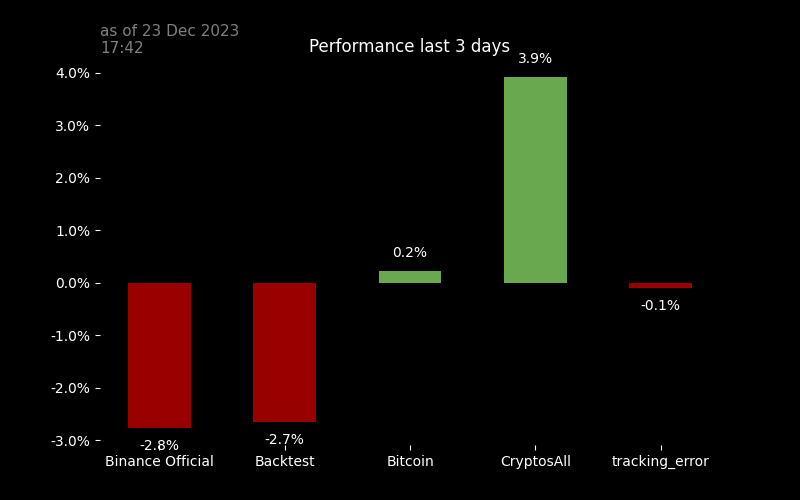 as of 23 Dec 2023
17:42
Performance last 3 days
3.9%
4.0%
3.0%
2.0%
1.0%
0.2%
0.0%
-0.1%
-1.0%
-2.0%
-3.0%
-2.8%
-2.7%
Binance Official
Backtest
Bitcoin
CryptosAll
tracking_error